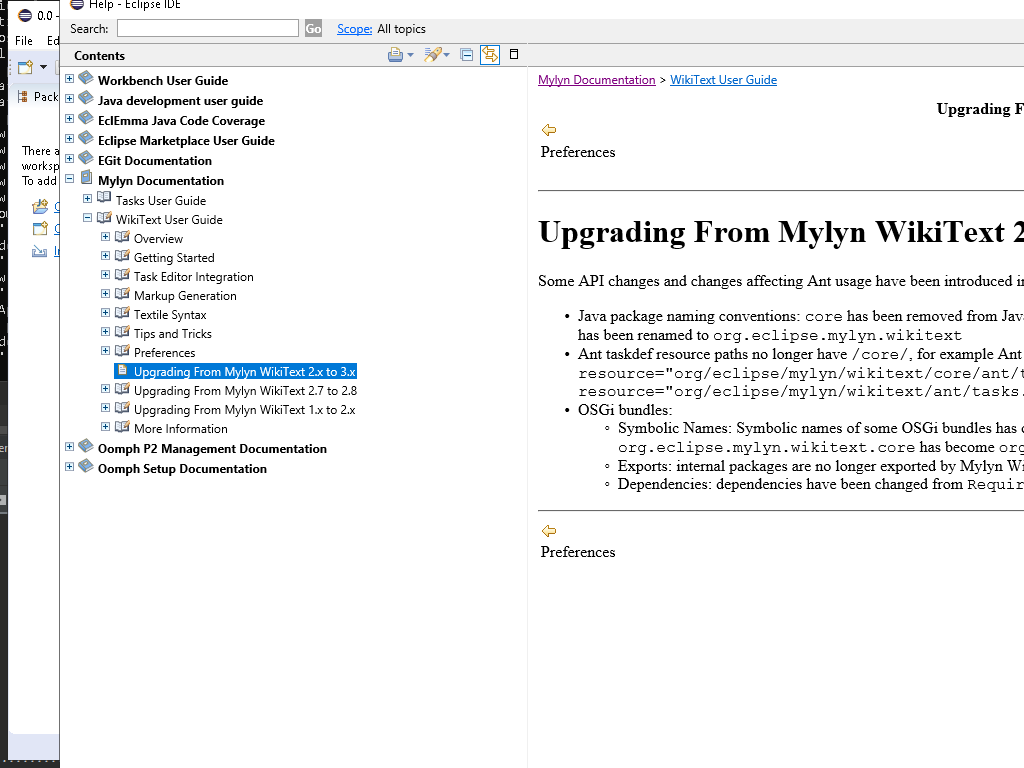 0.0 -
File Ed
Pack
There a
worksp
To add
Help - Eclipse IDE
Search: Go Scope: All topics
Contents
Workbench User Guide
Java development user guide
EclEmma Java Code Coverage
Eclipse Marketplace User Guide
EGit Documentation
Mylyn Documentation
Tasks User Guide
WikiText User Guide
Overview
Getting Started
Task Editor Integration
Markup Generation
Textile Syntax
Tips and Tricks
Preferences
Upgrading From Mylyn WikiText 2.x to 3.x
Upgrading From Mylyn WikiText 2.7 to 2.8
Upgrading From Mylyn WikiText 1.x to 2.x
More Information
Oomph P2 Management Documentation
Oomph Setup Documentation
Mylyn Documentation > WikiText User Guide
Upgrading F
Preferences
Upgrading From Mylyn WikiText 2
Some API changes and changes affecting Ant usage have been introduced in
• Java package naming conventions: core has been removed from Java
has been renamed to org.eclipse.mylyn.wikitext
• Ant taskdef resource paths no longer have /core/, for example Ant
resource="org/eclipse/mylyn/wikitext/core/ant/t
resource="org/eclipse/mylyn/wikitext/ant/tasks.
• OSGi bundles:
◦ Symbolic Names: Symbolic names of some OSGi bundles has c
org.eclipse.mylyn.wikitext.core has become org
◦ Exports: internal packages are no longer exported by Mylyn Wi
◦ Dependencies: dependencies have been changed from Requir
Preferences